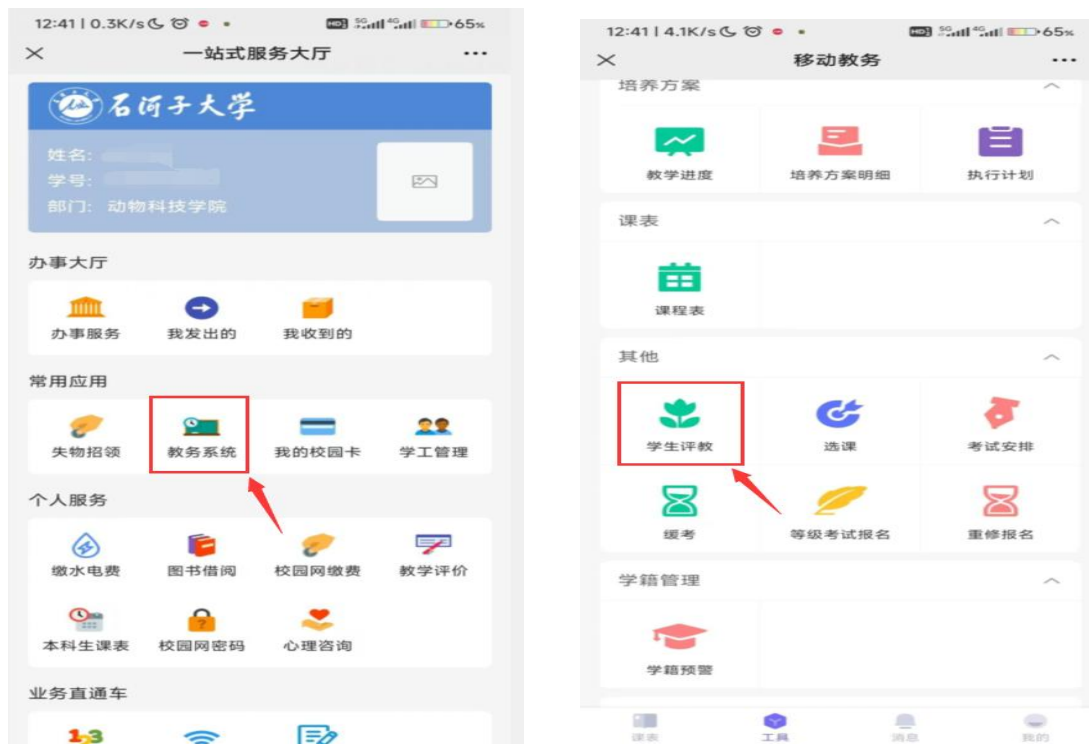 12:41 | 0.3K/s
65%
一站式服务大厅
石河子大学
姓名:
学号:
部门: 动物科技学院
办事大厅
办事服务 我发出的 我收到的
常用应用
失物招领 教务系统 我的校园卡 学工管理
个人服务
缴水电费 图书借阅 校园网缴费 教学评价
本科生课表 校园网密码 心理咨询
业务直通车
12:41 | 4.1K/s
65%
移动教务
培养方案
教学进度 培养方案明细 执行计划
课表
课程表
其他
学生评教 选课 考试安排
缓考 等级考试报名 重修报名
学籍管理
学籍预警
课表 工具 消息 我的